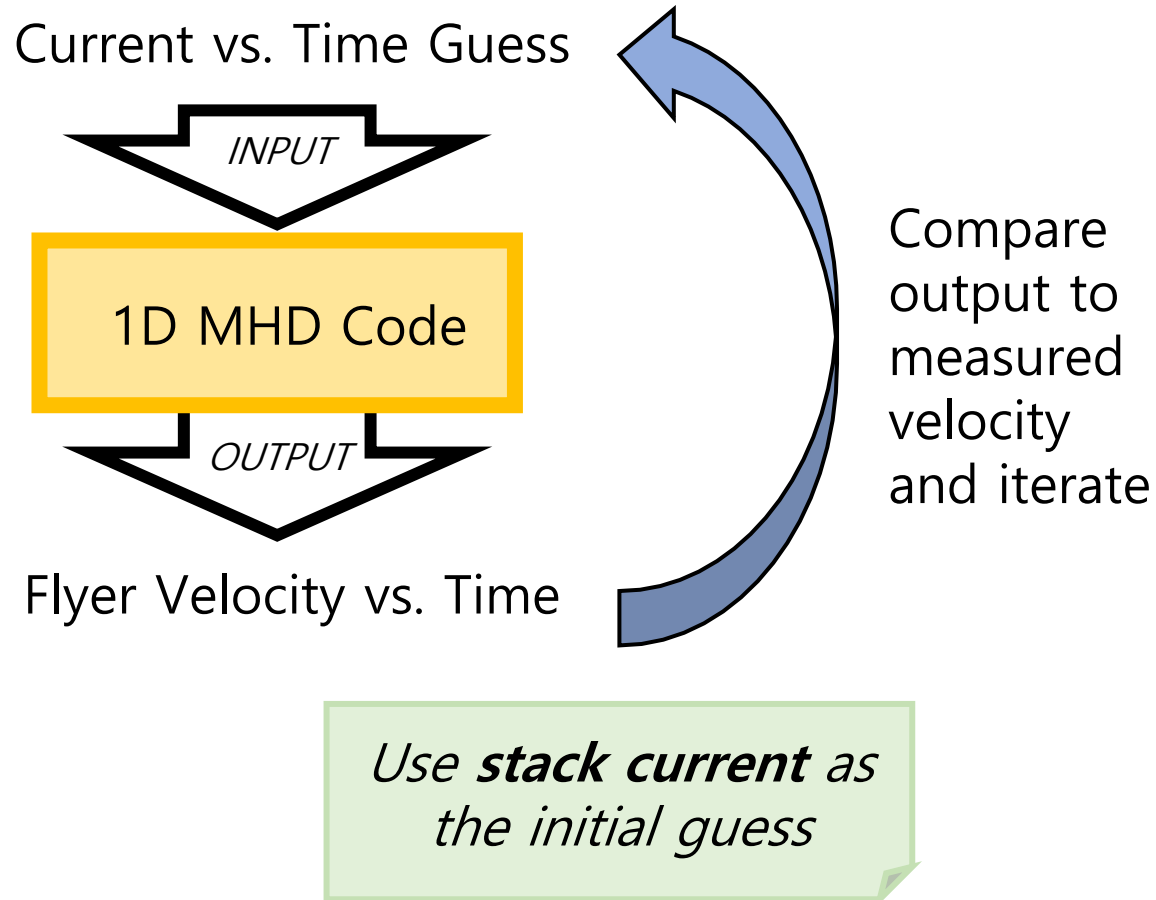 Current vs. Time Guess
INPUT
1D MHD Code
OUTPUT
Flyer Velocity vs. Time
Compare
output to
measured
velocity
and iterate
Use stack current as
the initial guess